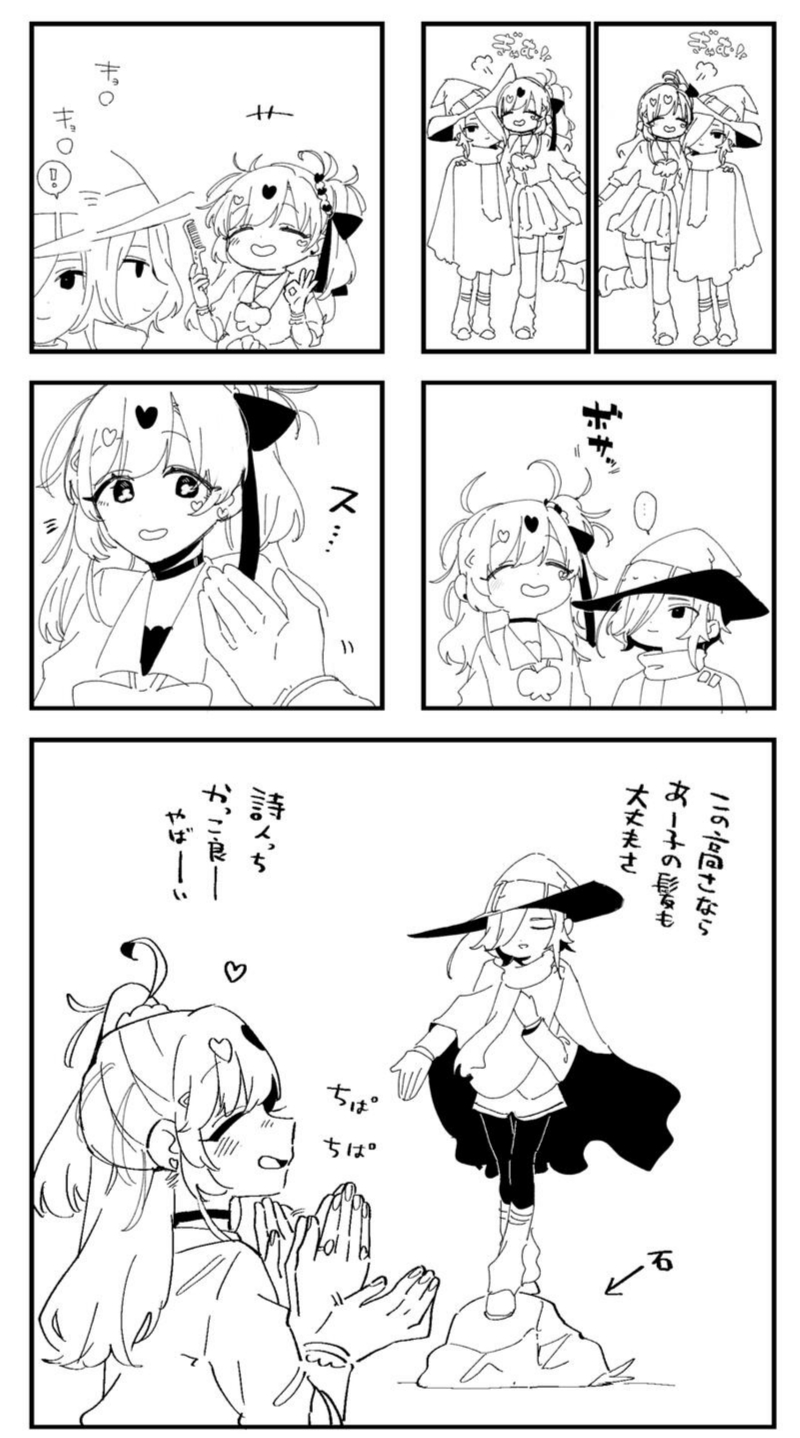 ぎゅむ!!
ぎゅむ!!
キョロ
キョロ
!
ボサッ
…
ス…
この高さなら
あー子の髪も
大丈夫さ
詩人っち
かっこ良ー
やばーい
ちぱ。
ちぱ。
石